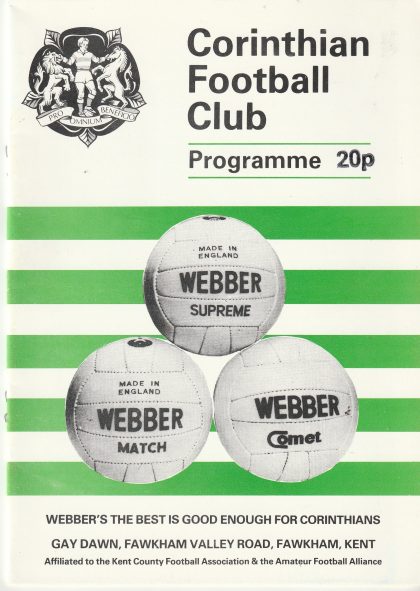 Corinthian
Football
Club
PRO OMNIUM BENEFICIO
Programme 20p
MADE IN
ENGLAND
WEBBER
SUPREME
MADE IN
ENGLAND
WEBBER
MATCH
WEBBER
Comet
WEBBER'S THE BEST IS GOOD ENOUGH FOR CORINTHIANS
GAY DAWN, FAWKHAM VALLEY ROAD, FAWKHAM, KENT
Affiliated to the Kent County Football Association & the Amateur Football Alliance